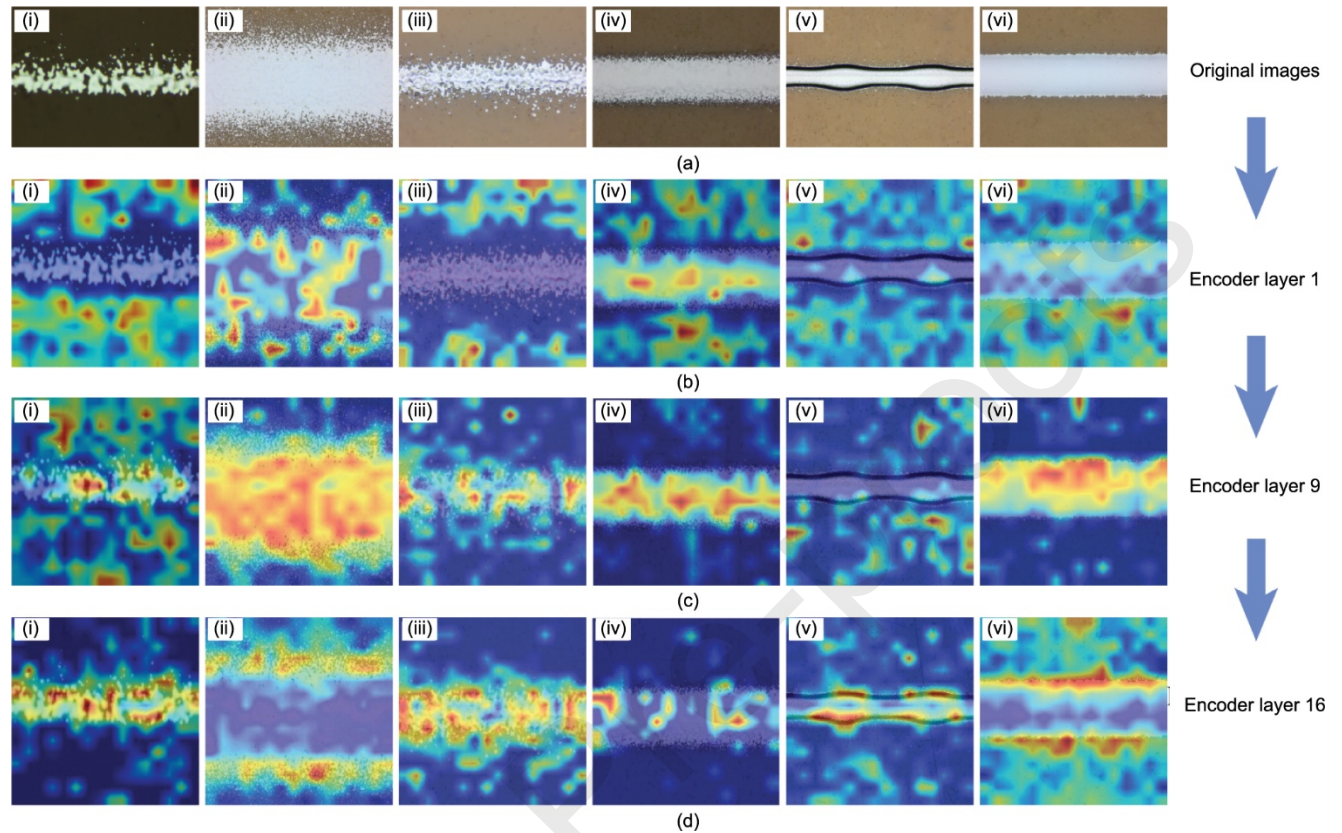 (i) (ii) (iii) (iv) (v) (vi)
Original images
(a)
(i) (ii) (iii) (iv) (v) (vi)
Encoder layer 1
(b)
(i) (ii) (iii) (iv) (v) (vi)
Encoder layer 9
(c)
(i) (ii) (iii) (iv) (v) (vi)
Encoder layer 16
(d)